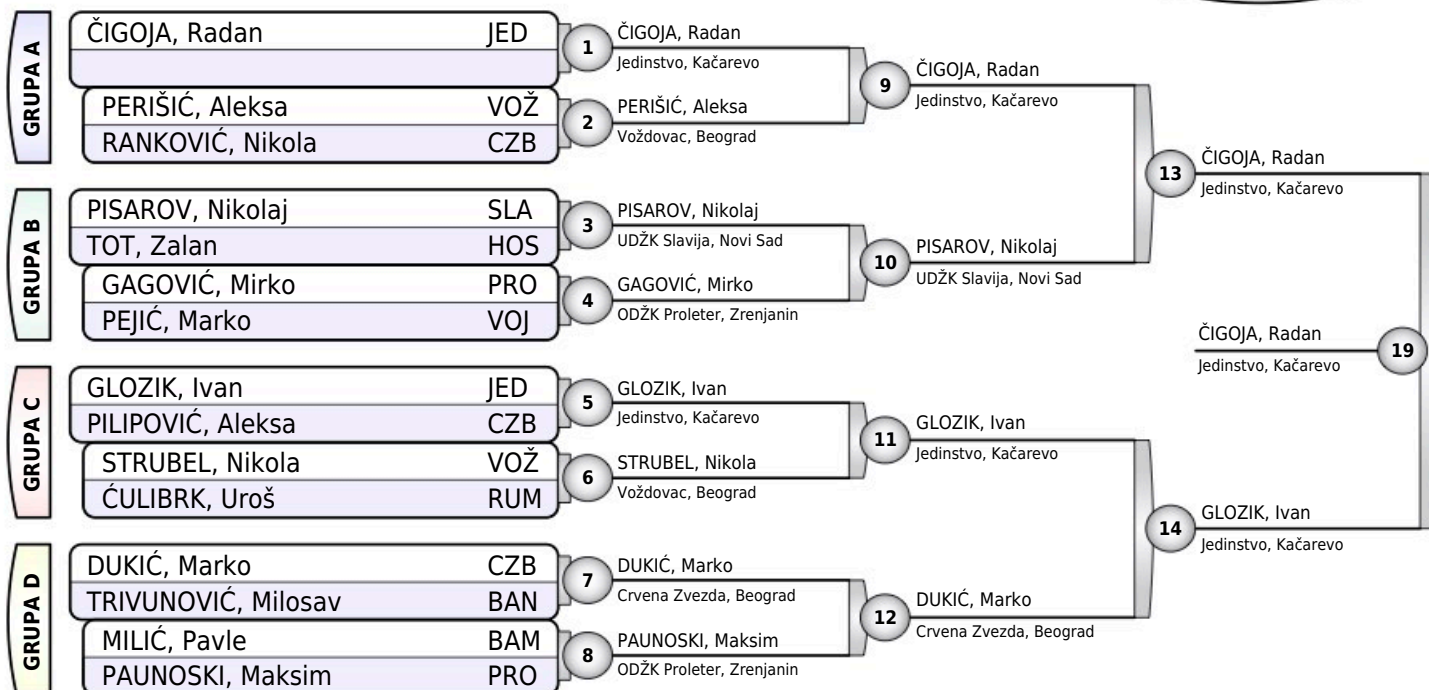 GRUPA A
ČIGOJA, Radan JED
PERIŠIĆ, Aleksa VOŽ
RANKOVIĆ, Nikola CZB
GRUPA B
PISAROV, Nikolaj SLA
TOT, Zalan HOS
GAGOVIĆ, Mirko PRO
PEJIĆ, Marko VOJ
GRUPA C
GLOZIK, Ivan JED
PILIPOVIĆ, Aleksa CZB
STRUBEL, Nikola VOŽ
ĆULIBRK, Uroš RUM
GRUPA D
DUKIĆ, Marko CZB
TRIVUNOVIĆ, Milosav BAN
MILIĆ, Pavle BAM
PAUNOSKI, Maksim PRO
1
ČIGOJA, Radan
Jedinstvo, Kačarevo
2
PERIŠIĆ, Aleksa
Voždovac, Beograd
3
PISAROV, Nikolaj
UDŽK Slavija, Novi Sad
4
GAGOVIĆ, Mirko
ODŽK Proleter, Zrenjanin
5
GLOZIK, Ivan
Jedinstvo, Kačarevo
6
STRUBEL, Nikola
Voždovac, Beograd
7
DUKIĆ, Marko
Crvena Zvezda, Beograd
8
PAUNOSKI, Maksim
ODŽK Proleter, Zrenjanin
9
ČIGOJA, Radan
Jedinstvo, Kačarevo
10
PISAROV, Nikolaj
UDŽK Slavija, Novi Sad
11
GLOZIK, Ivan
Jedinstvo, Kačarevo
12
DUKIĆ, Marko
Crvena Zvezda, Beograd
13
ČIGOJA, Radan
Jedinstvo, Kačarevo
14
GLOZIK, Ivan
Jedinstvo, Kačarevo
ČIGOJA, Radan
Jedinstvo, Kačarevo
19